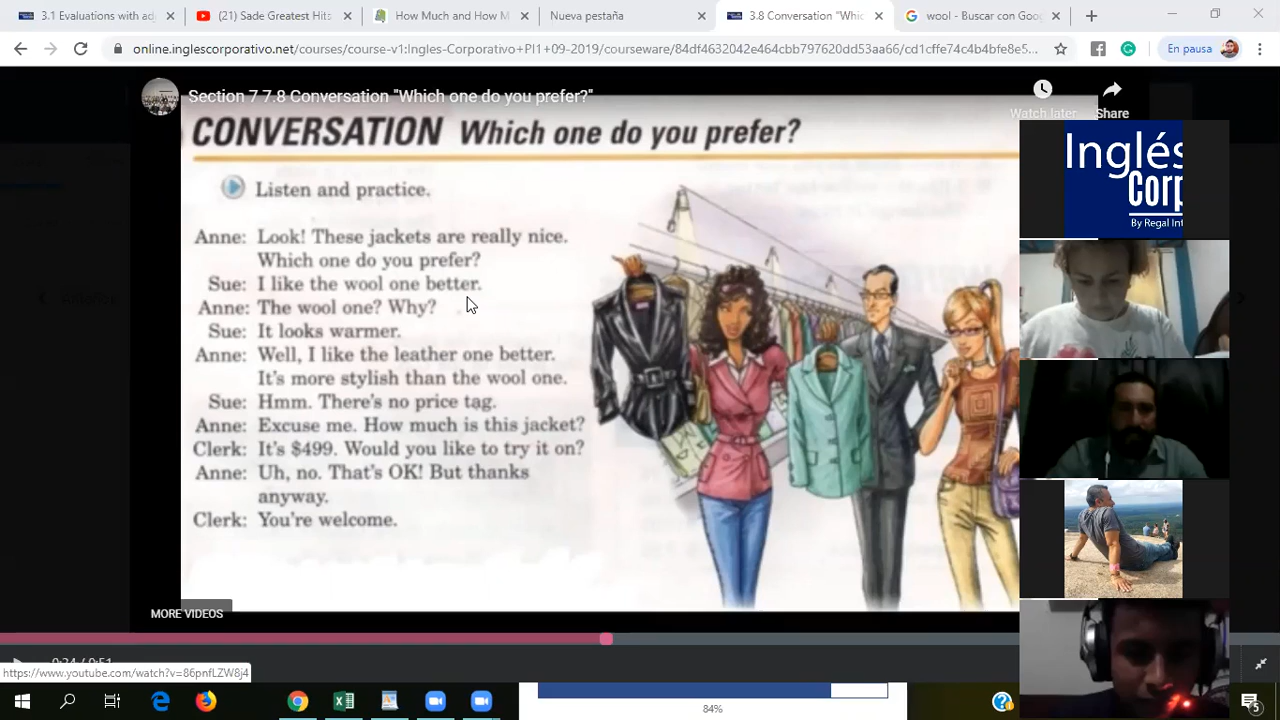 3.1 Evaluations with ad
(21) Sade Greatest Hits
How Much and How M
Nueva pestaña
3.8 Conversation "Whic
wool - Buscar con Goo
online.inglescorporativo.net/courses/course-v1:Ingles-Corporativo+PI1+09-2019/courseware/84df4632042e464cbb797620dd53aa66/cd1cffe74c4b4bfe8e5...
En pausa
Section 7 7.8 Conversation "Which one do you prefer?"
Watch later
Share
CONVERSATION Which one do you prefer?
Listen and practice.
Anne: Look! These jackets are really nice.
Which one do you prefer?
Sue: I like the wool one better.
Anne: The wool one? Why?
Sue: It looks warmer.
Anne: Well, I like the leather one better.
It's more stylish than the wool one.
Sue: Hmm. There's no price tag.
Anne: Excuse me. How much is this jacket?
Clerk: It's $499. Would you like to try it on?
Anne: Uh, no. That's OK! But thanks
anyway.
Clerk: You're welcome.
Inglés
Corp
By Regal Int
Anterior
MORE VIDEOS
0:24 / 0:51
https://www.youtube.com/watch?v=86pnfLZW8j4
84%
5